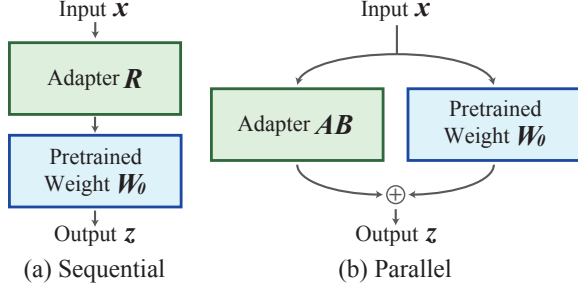 Input x
Adapter R
Pretrained
Weight W0
Output z
(a) Sequential
Input x
Adapter AB
Pretrained
Weight W0
Output z
(b) Parallel